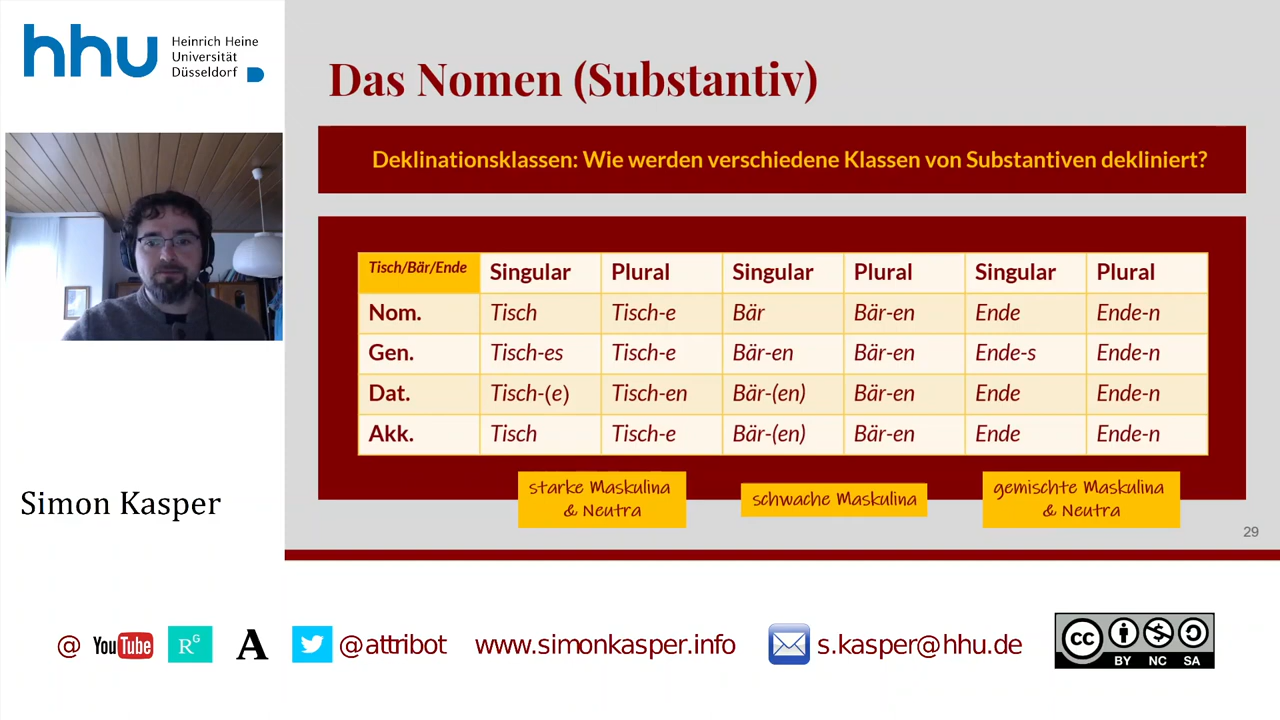 hhu
Heinrich Heine
Universität
Düsseldorf
Das Nomen (Substantiv)
Deklinationsklassen: Wie werden verschiedene Klassen von Substantiven dekliniert?
Tisch/Bär/Ende Singular Plural Singular Plural Singular Plural
Nom. Tisch Tisch-e Bär Bär-en Ende Ende-n
Gen. Tisch-es Tisch-e Bär-en Bär-en Ende-s Ende-n
Dat. Tisch-(e) Tisch-en Bär-(en) Bär-en Ende Ende-n
Akk. Tisch Tisch-e Bär-(en) Bär-en Ende Ende-n
starke Maskulina
& Neutra
schwache Maskulina
gemischte Maskulina
& Neutra
29
Simon Kasper
@ YouTube RG A @attribot www.simonkasper.info s.kasper@hhu.de
cc BY NC SA